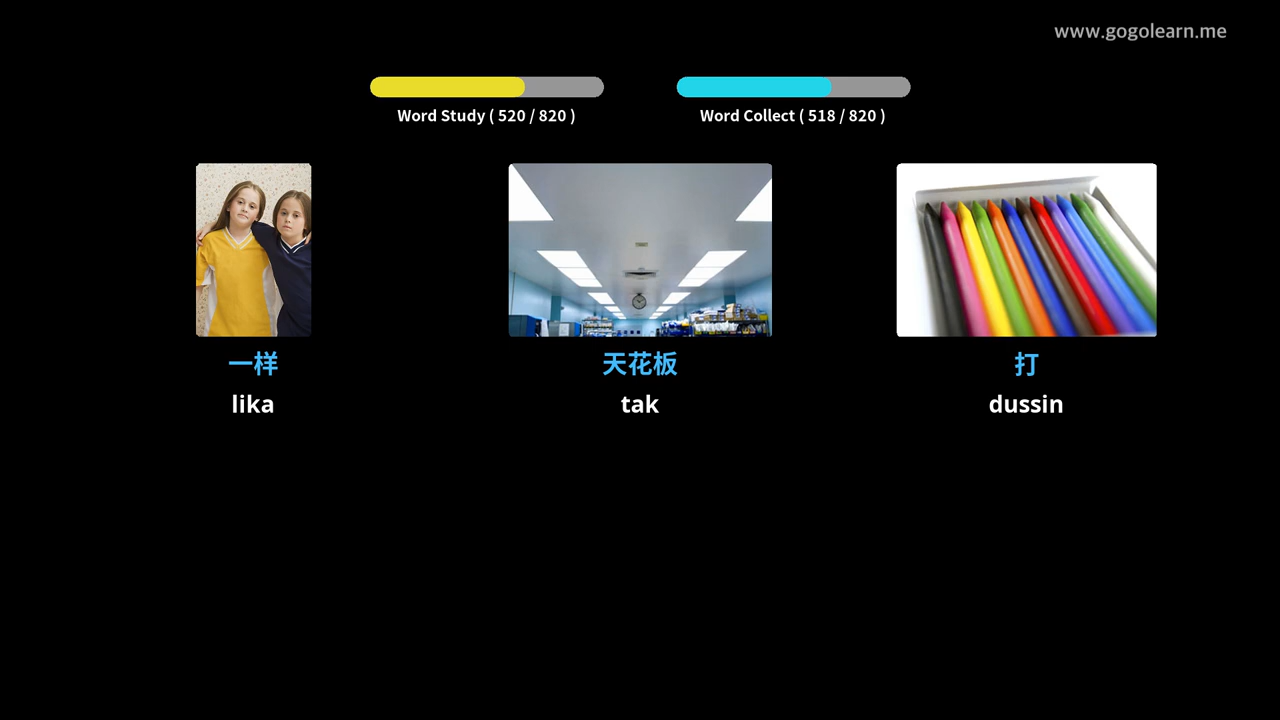 www.gogolearn.me
Word Study ( 520 / 820 )
Word Collect ( 518 / 820 )
一样
lika
天花板
tak
打
dussin